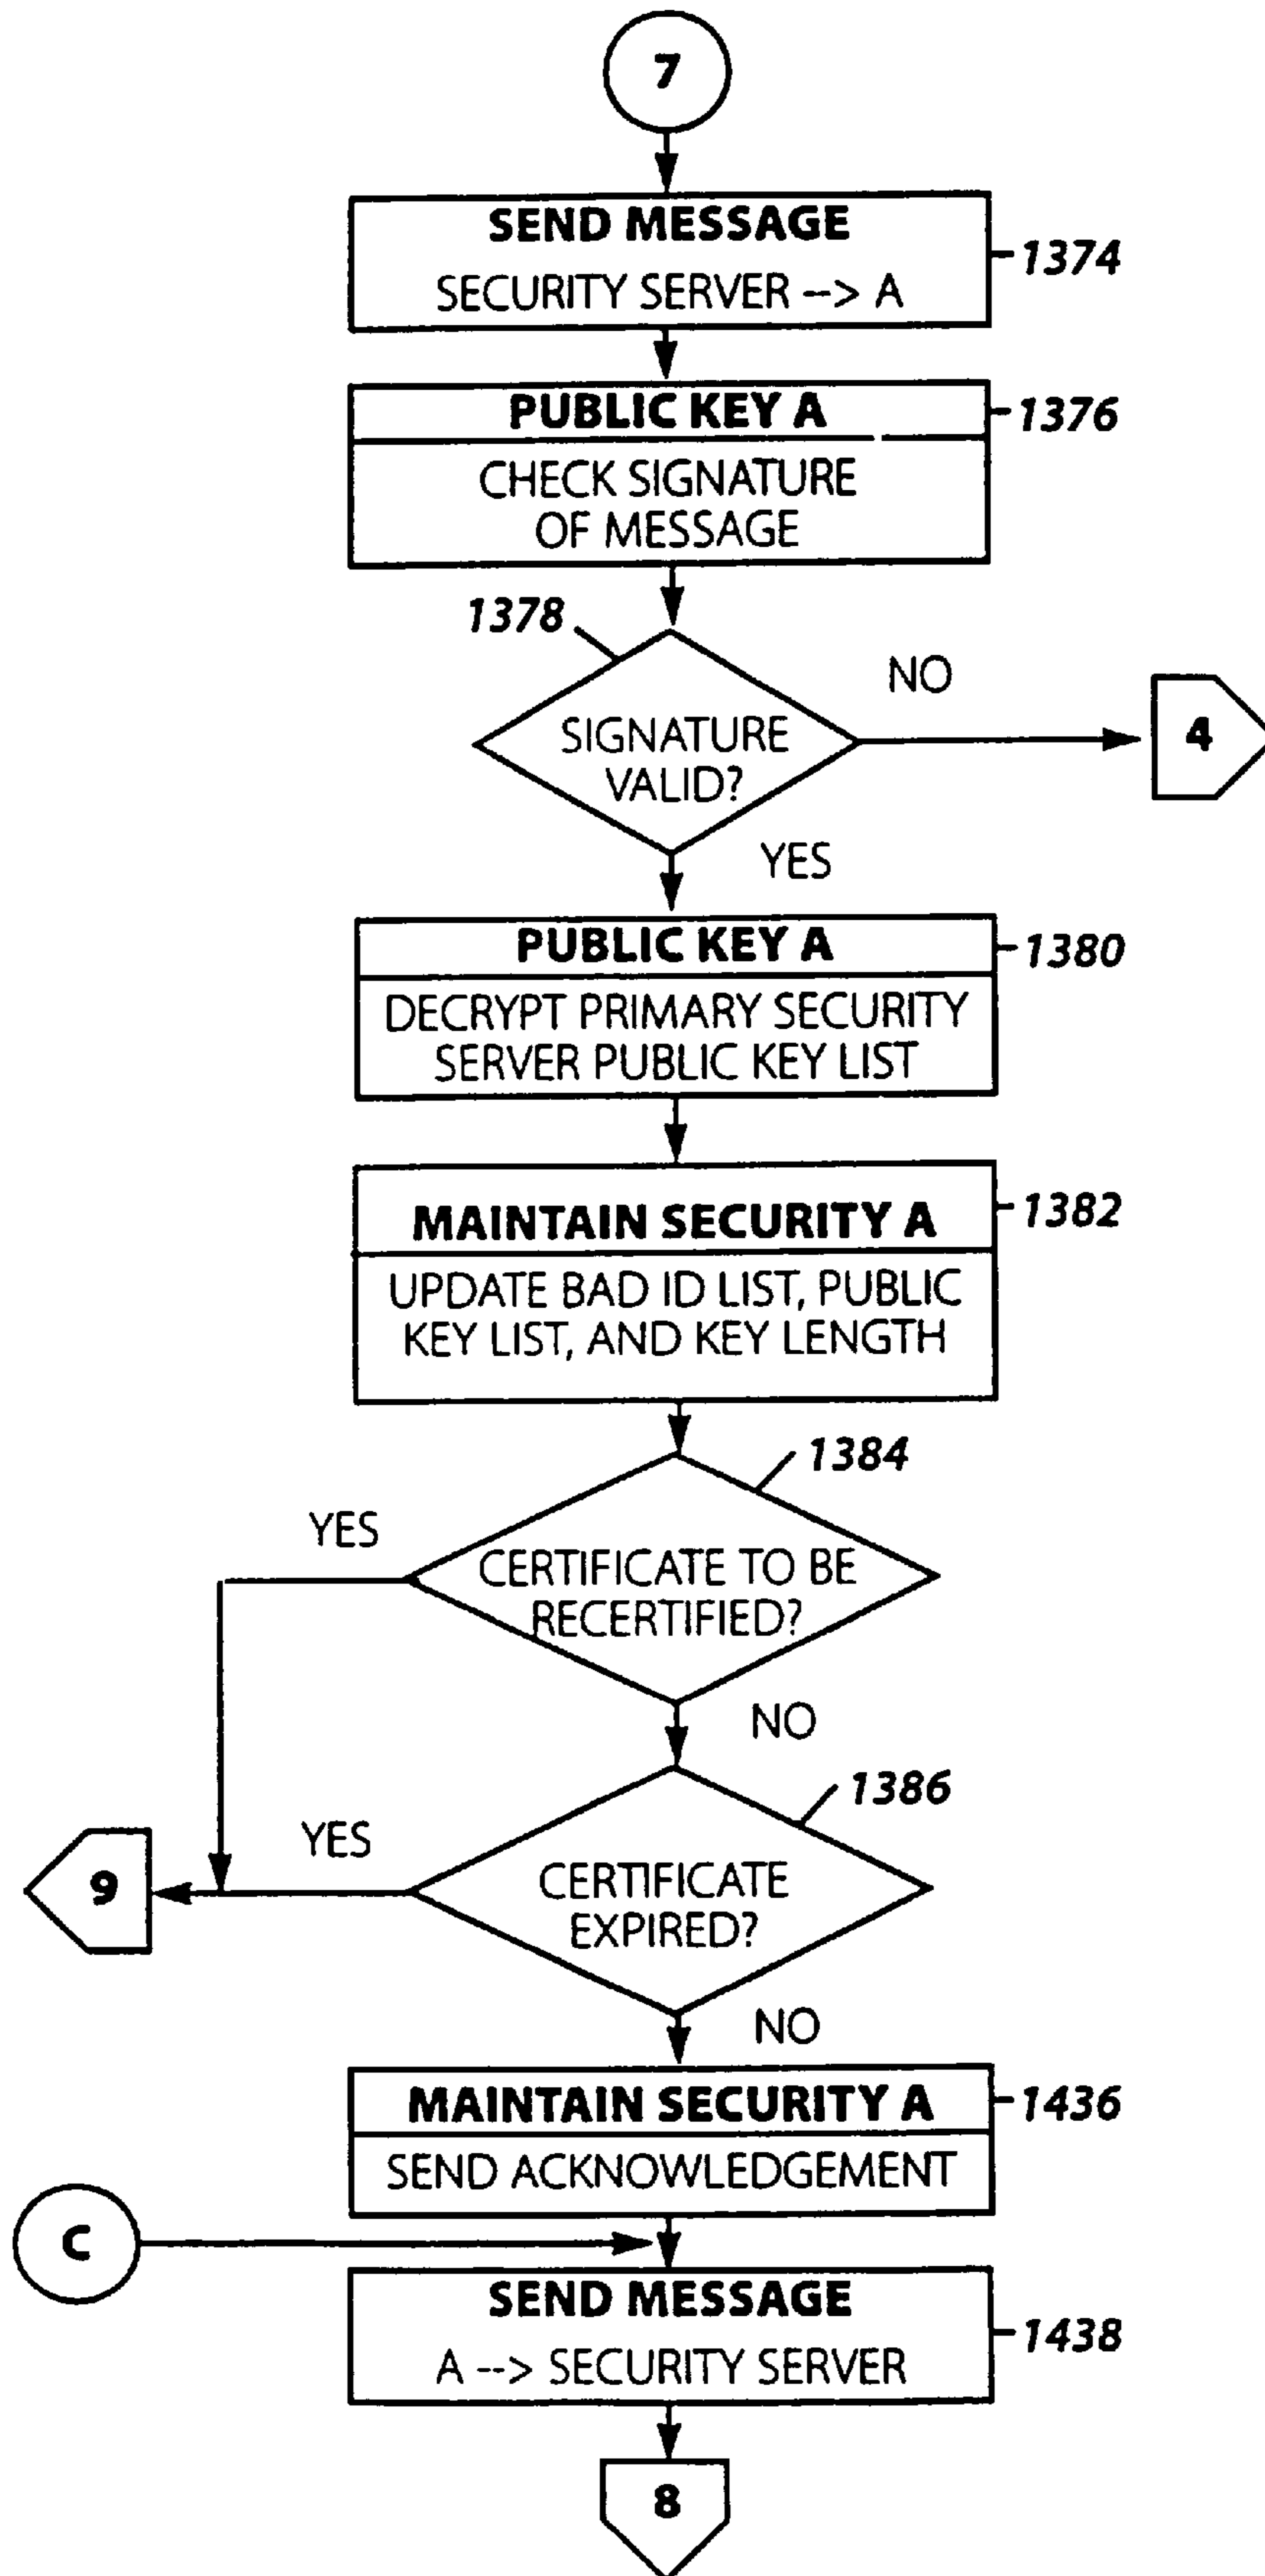 7
SEND MESSAGE
SECURITY SERVER --> A
1374
PUBLIC KEY A
1376
CHECK SIGNATURE
OF MESSAGE
1378
NO
SIGNATURE
VALID?
4
YES
PUBLIC KEY A
1380
DECRYPT PRIMARY SECURITY
SERVER PUBLIC KEY LIST
MAINTAIN SECURITY A
1382
UPDATE BAD ID LIST, PUBLIC
KEY LIST, AND KEY LENGTH
1384
YES
CERTIFICATE TO BE
RECERTIFIED?
NO
1386
YES
9
CERTIFICATE
EXPIRED?
NO
MAINTAIN SECURITY A
1436
SEND ACKNOWLEDGEMENT
C
SEND MESSAGE
1438
A --> SECURITY SERVER
8